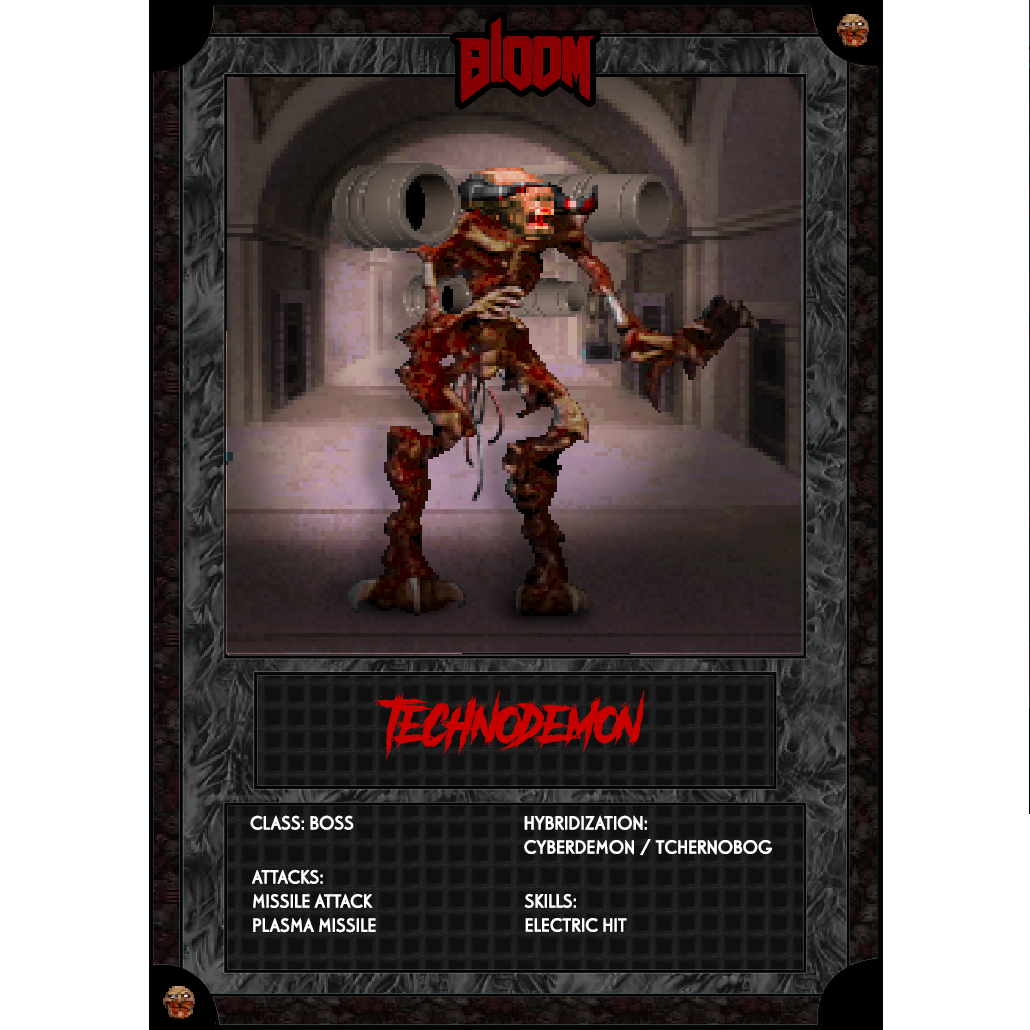 BLOOM
TECHNODEMON
CLASS: BOSS
HYBRIDIZATION:
CYBERDEMON / TCHERNOBOG
ATTACKS:
MISSILE ATTACK
PLASMA MISSILE
SKILLS:
ELECTRIC HIT